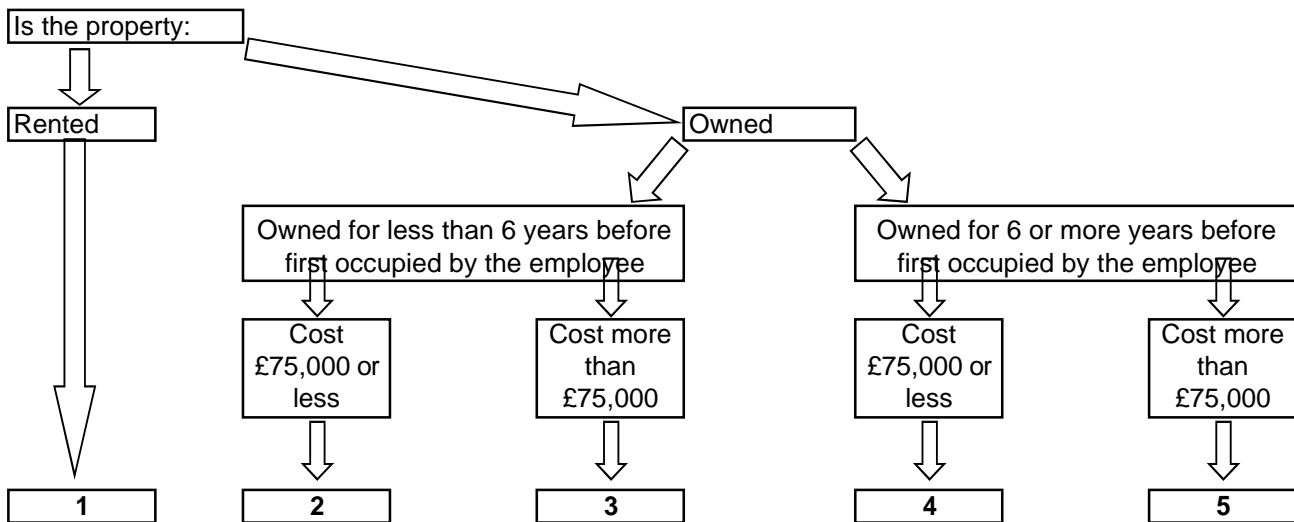 Is the property:
Rented
Owned
Owned for less than 6 years before
first occupied by the employee
Owned for 6 or more years before
first occupied by the employee
Cost
£75,000 or
less
Cost more
than
£75,000
Cost
£75,000 or
less
Cost more
than
£75,000
1
2
3
4
5